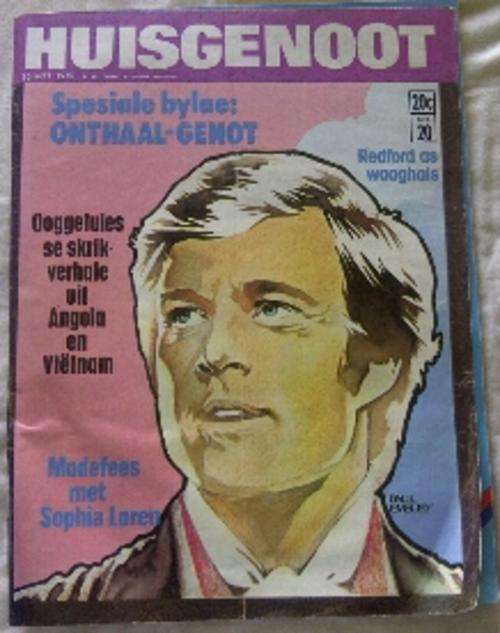 HUISGENOOT
20c
20
Spesiale bylae:
ONTHAAL-GENOT
Redford as
waaghals
Ooggetuies
se skrik-
verhale
uit
Angola
en
Viëtnam
Modefees
met
Sophia Loren